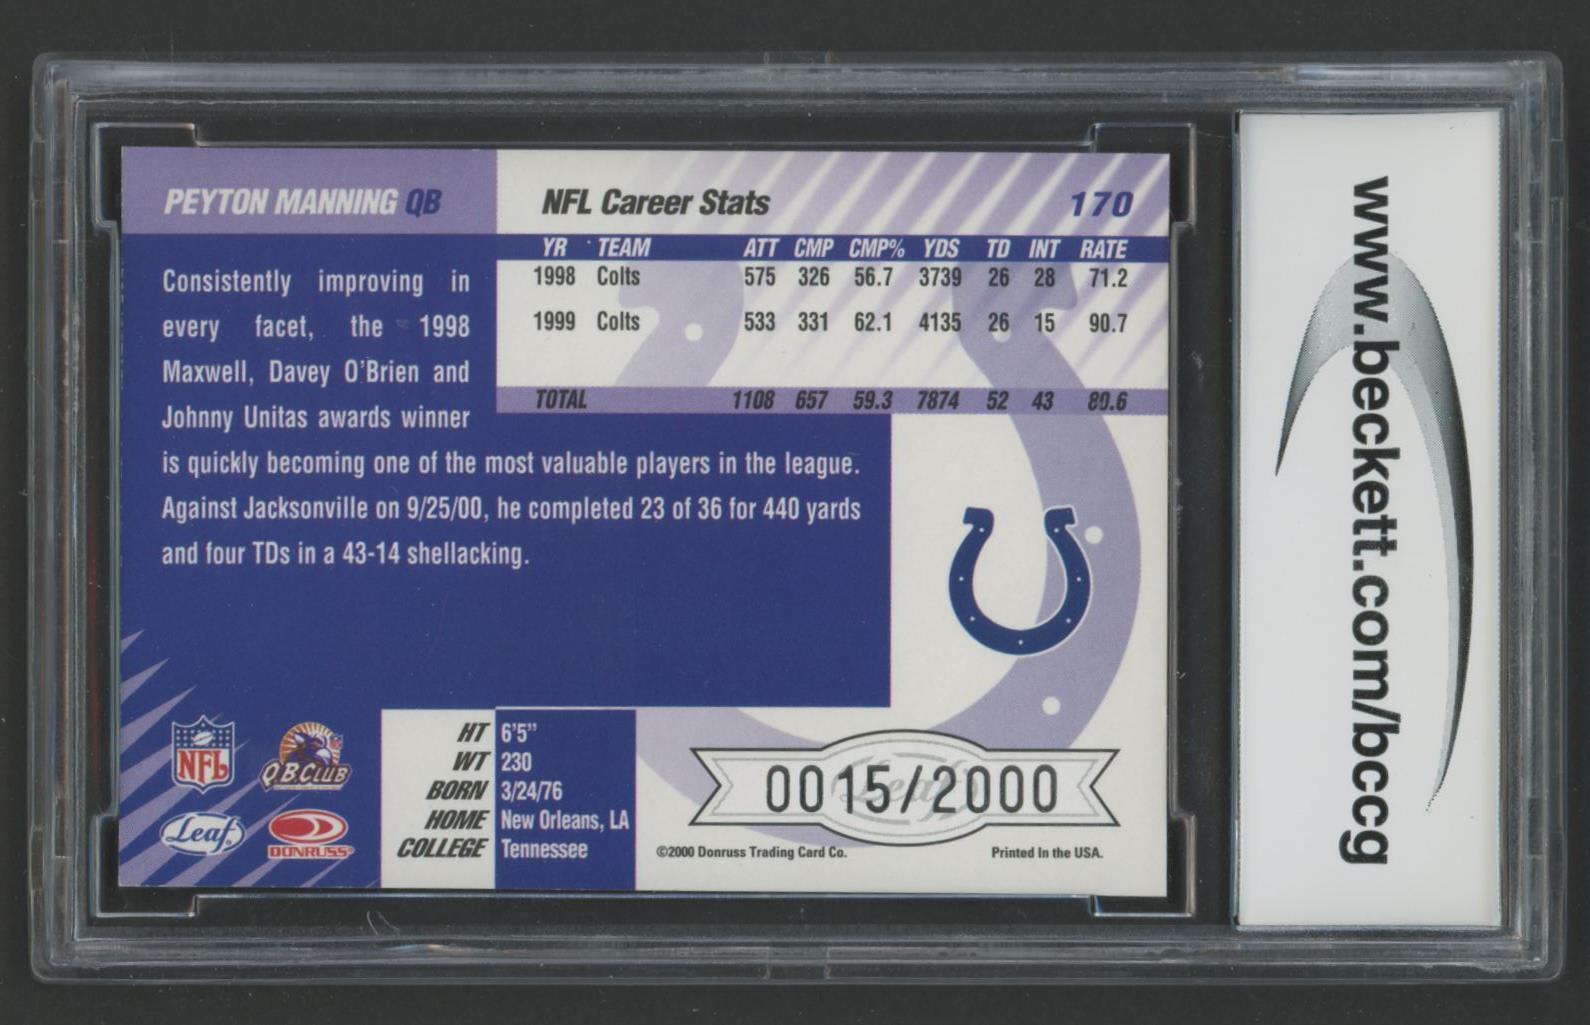 PEYTON MANNING QB
NFL Career Stats 170
YR TEAM ATT CMP CMP% YDS TD INT RATE
1998 Colts 575 326 56.7 3739 26 28 71.2
1999 Colts 533 331 62.1 4135 26 15 90.7
TOTAL 1108 657 59.3 7874 52 43 80.6
Consistently improving in
every facet, the 1998
Maxwell, Davey O'Brien and
Johnny Unitas awards winner
is quickly becoming one of the most valuable players in the league.
Against Jacksonville on 9/25/00, he completed 23 of 36 for 440 yards
and four TDs in a 43-14 shellacking.
NFL
QB CLUB
Leaf
DONRUSS
HT 6'5"
WT 230
BORN 3/24/76
HOME New Orleans, LA
COLLEGE Tennessee
Leaf
0015/2000
©2000 Donruss Trading Card Co. Printed In the USA.
www.beckett.com/bccg